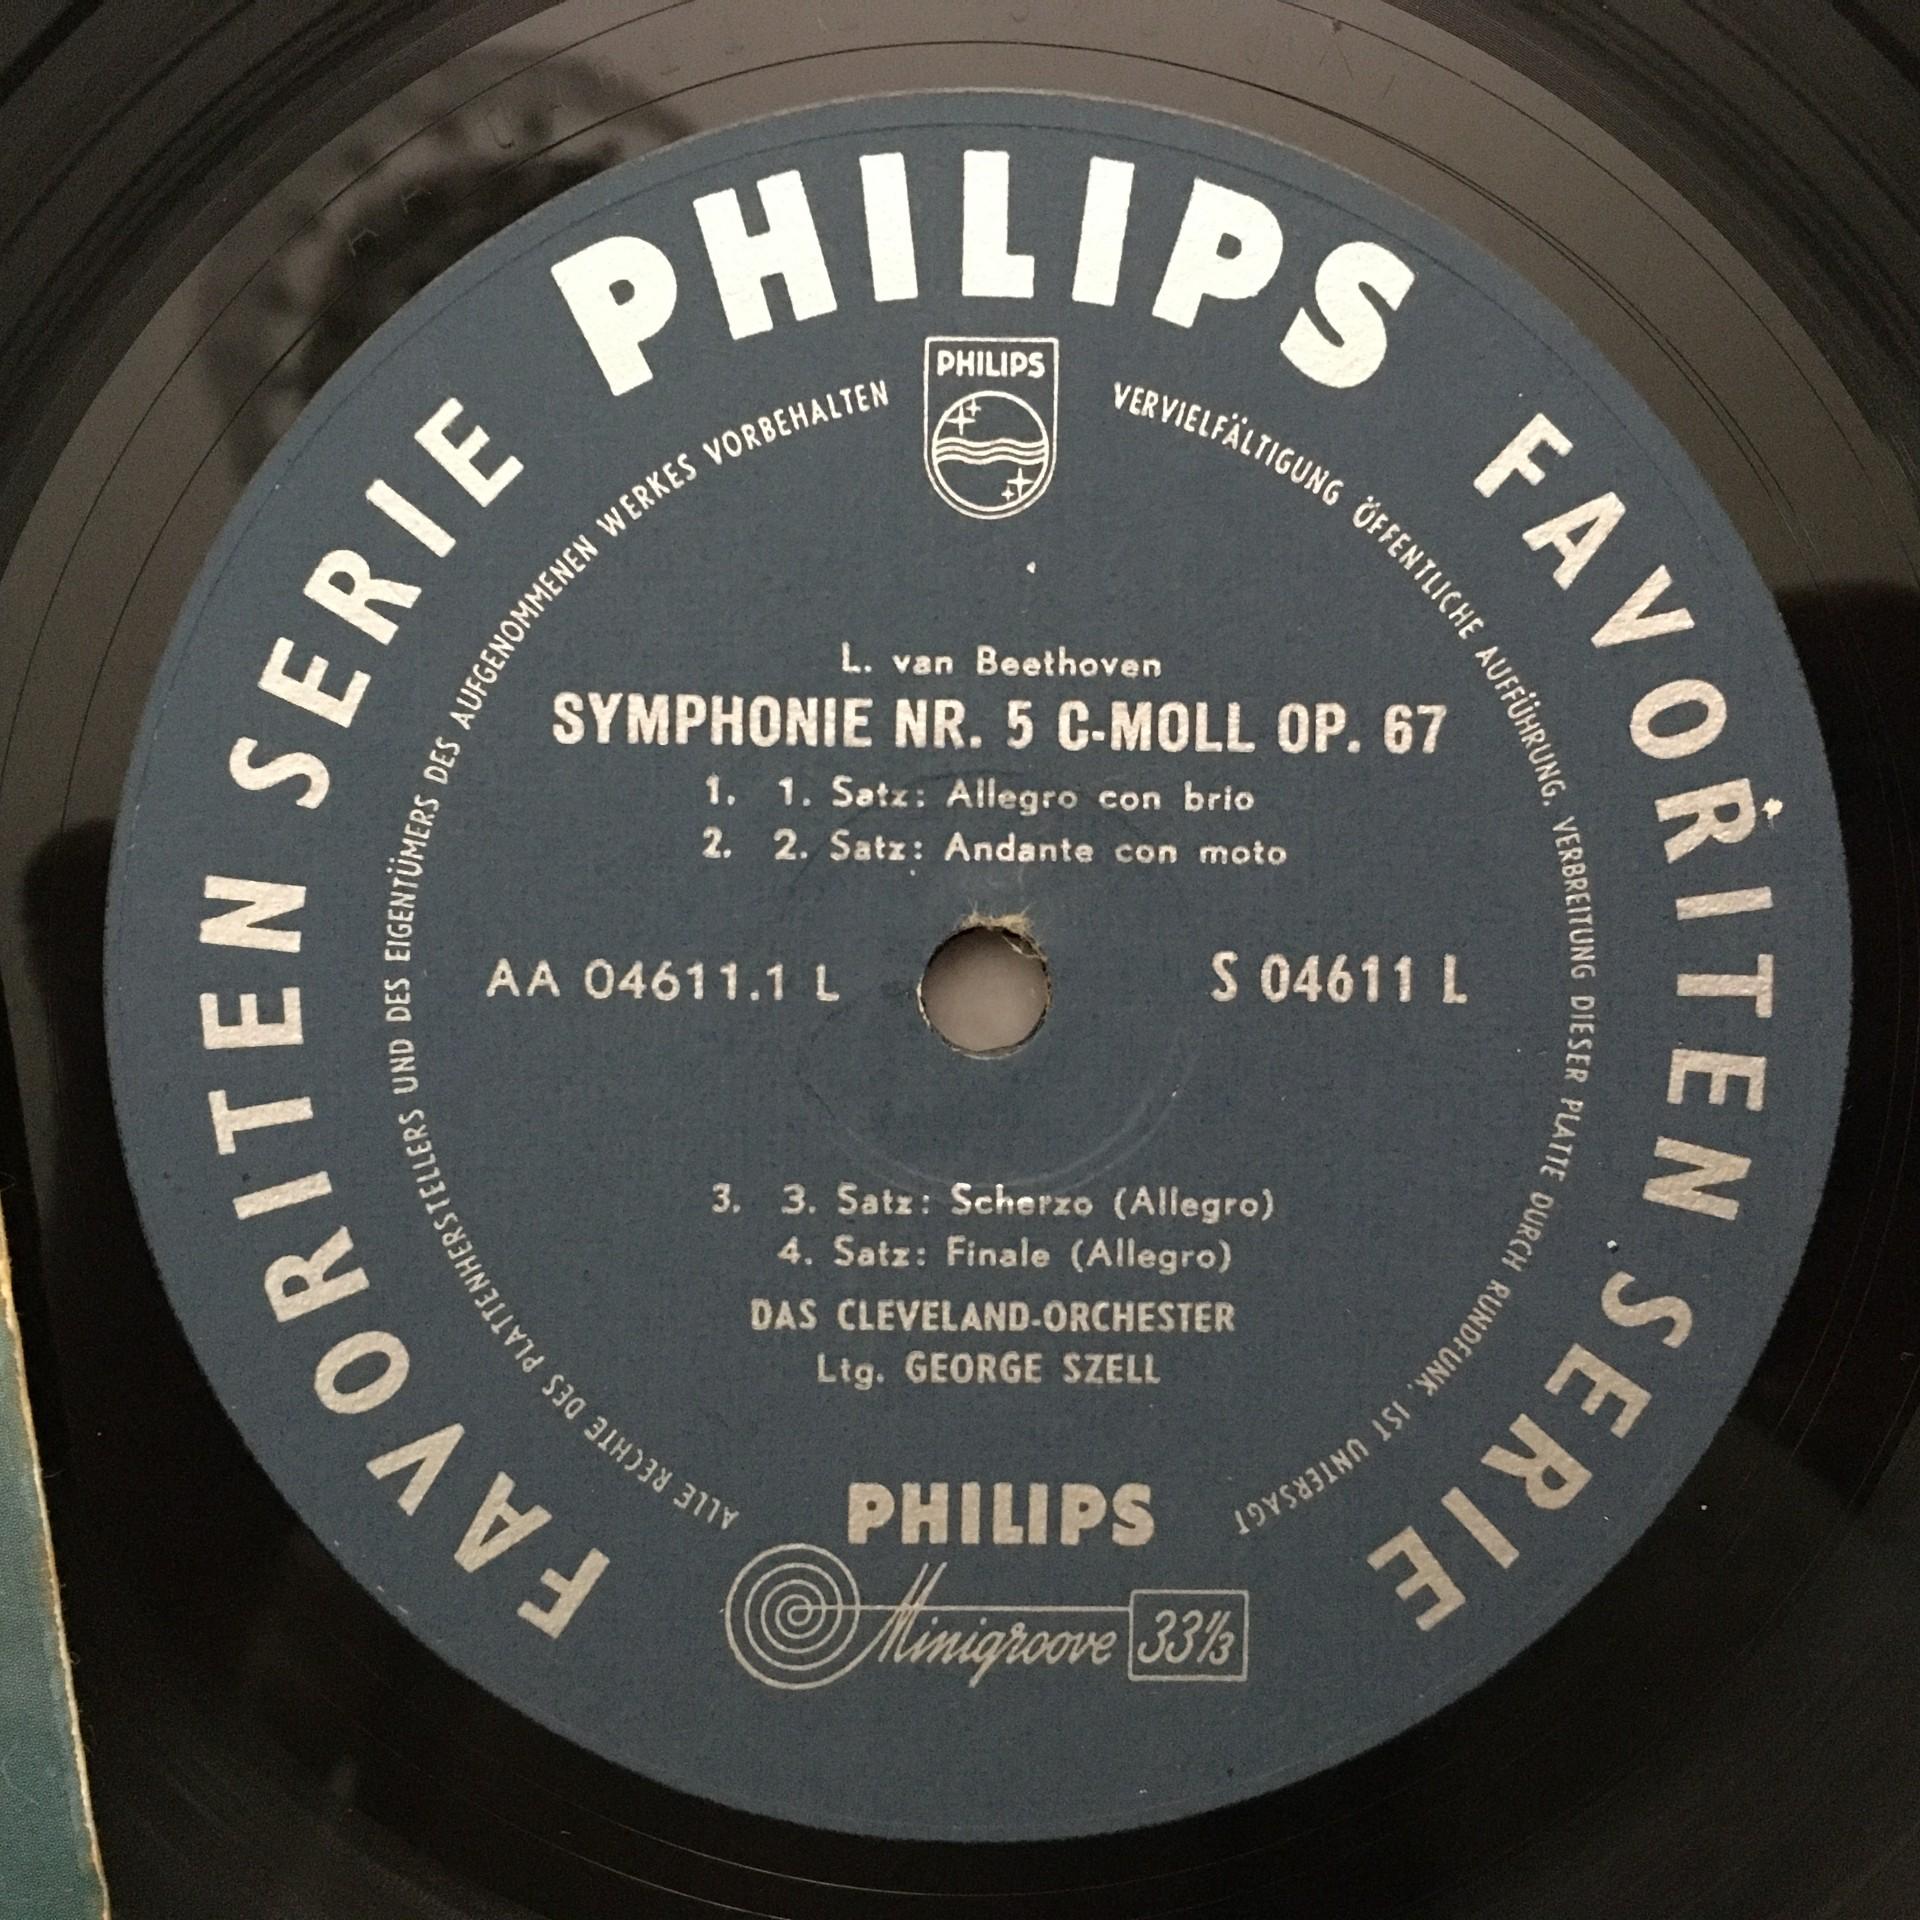 PHILIPS
FAVORITEN SERIE
FAVORITEN SERIE
PHILIPS
ALLE RECHTE DES PLATTENHERSTELLERS UND DES EIGENTÜMERS DES AUFGENOMMENEN WERKES VORBEHALTEN
VERVIELFÄLTIGUNG ÖFFENTLICHE AUFFÜHRUNG, VERBREITUNG DIESER PLATTE DURCH RUNDFUNK, IST UNTERSAGT
L. van Beethoven
SYMPHONIE NR. 5 C-MOLL OP. 67
1. 1. Satz: Allegro con brio
2. 2. Satz: Andante con moto
AA 04611.1 L
S 04611 L
3. 3. Satz: Scherzo (Allegro)
4. Satz: Finale (Allegro)
DAS CLEVELAND-ORCHESTER
Ltg. GEORGE SZELL
PHILIPS
Minigroove 33⅓